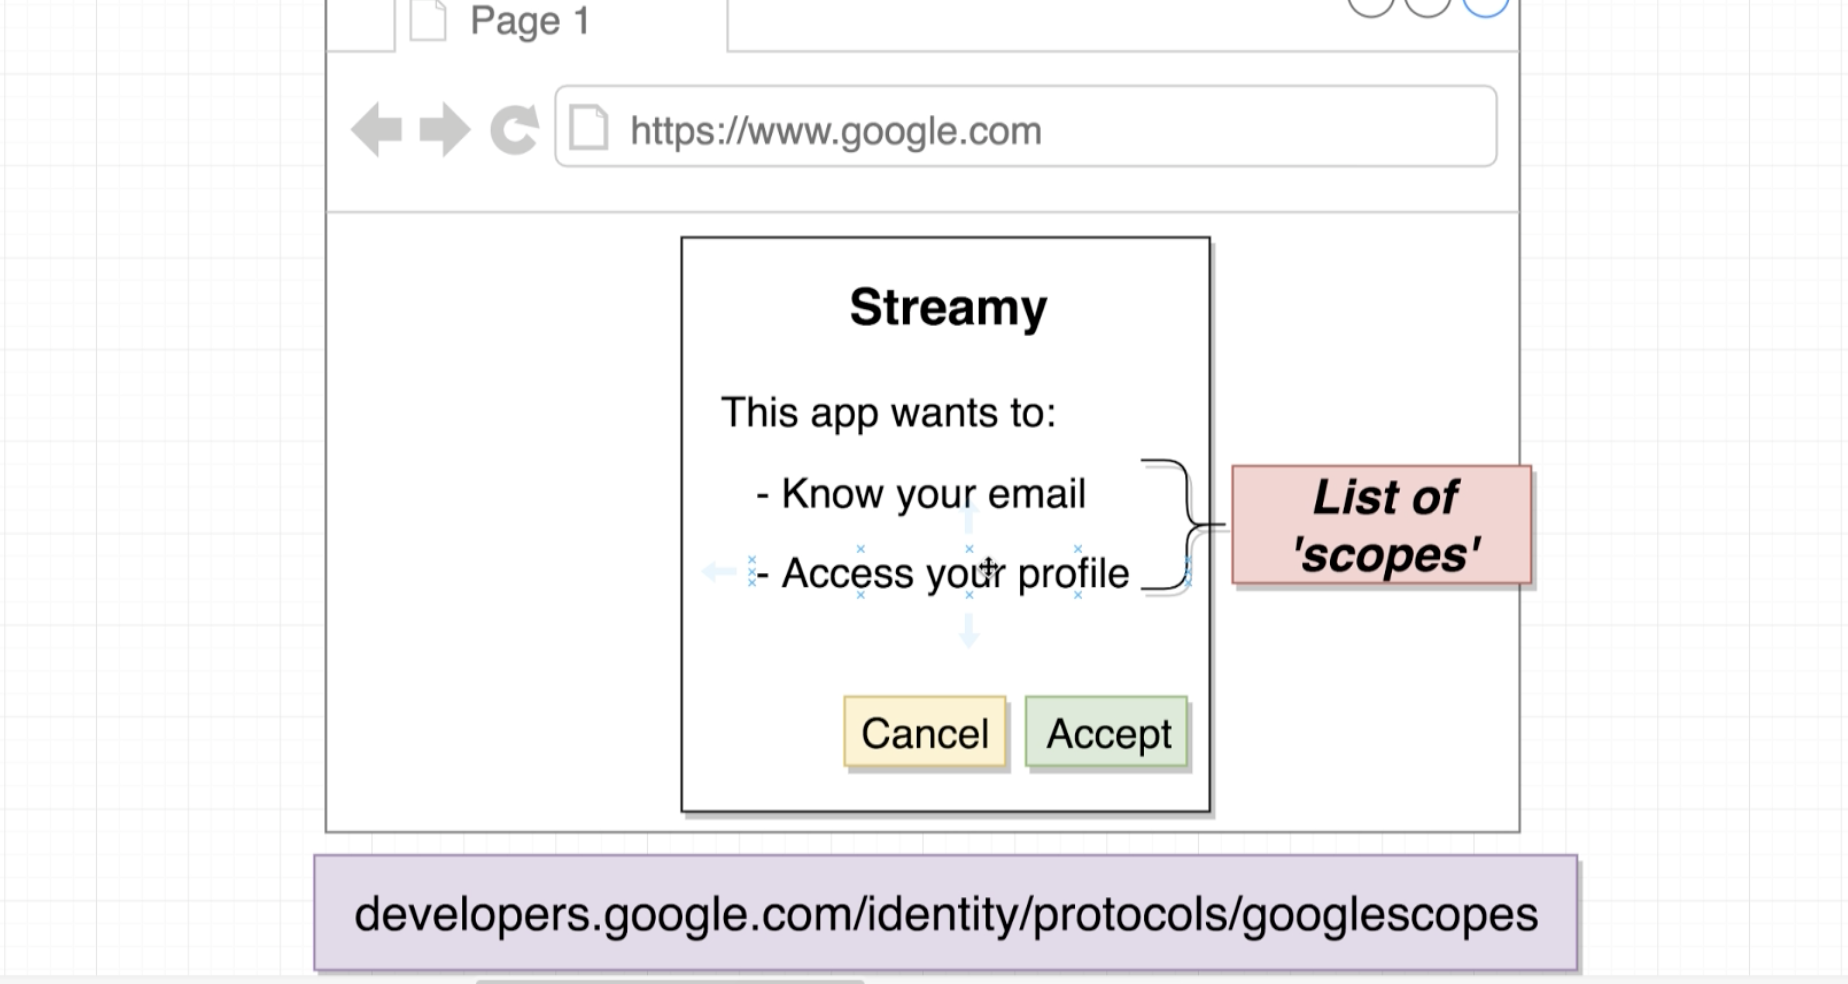 Page 1
https://www.google.com
Streamy
This app wants to:
- Know your email
- Access your profile
List of
'scopes'
Cancel
Accept
developers.google.com/identity/protocols/googlescopes